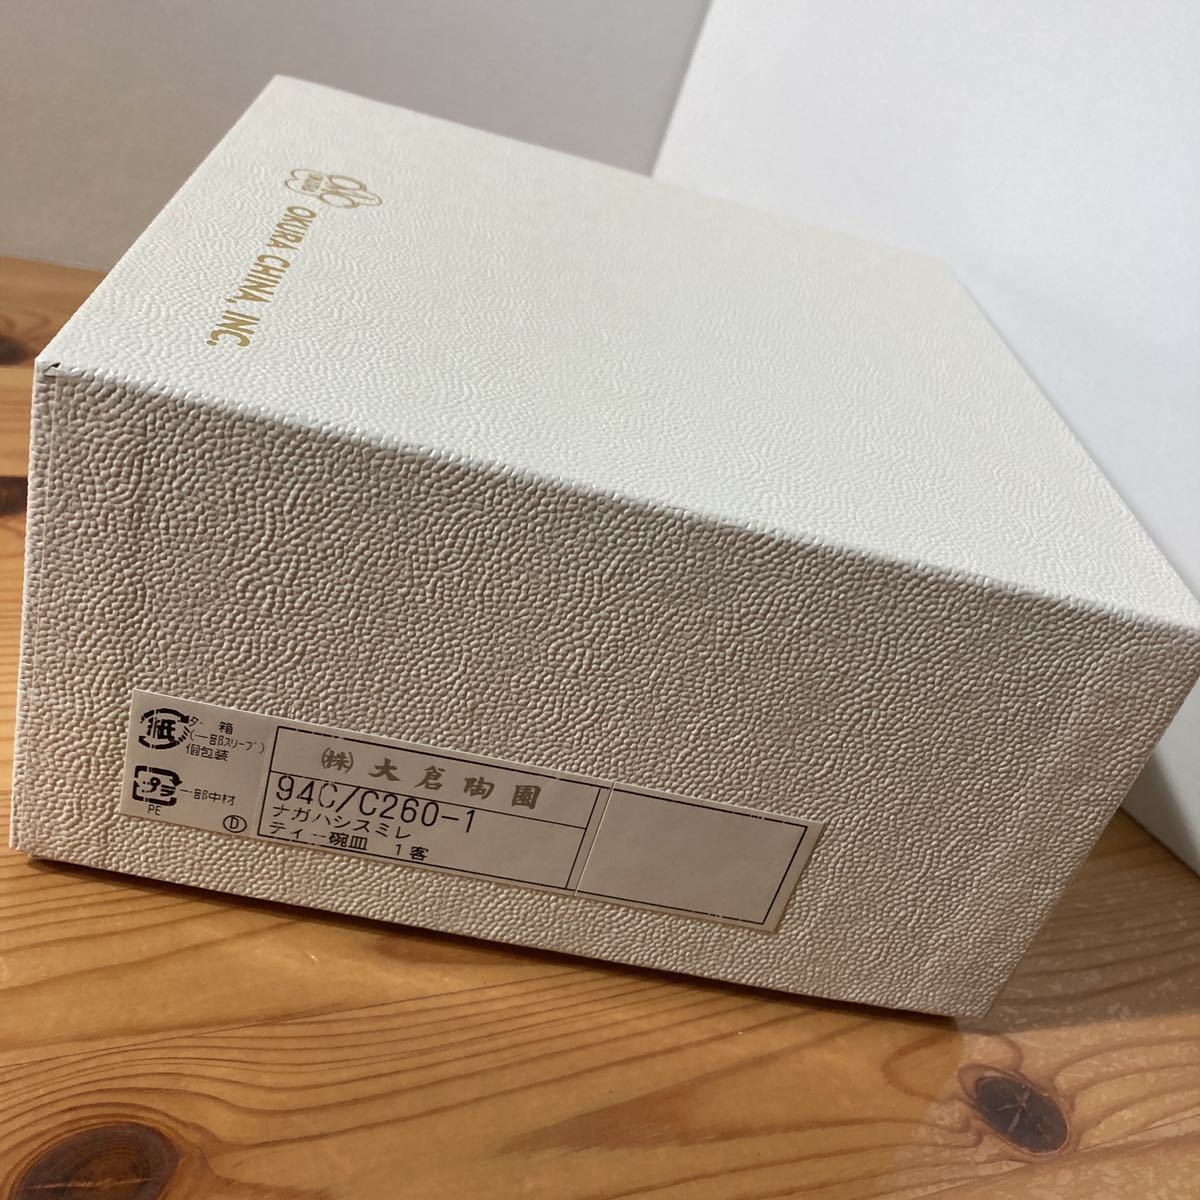 OKURA CHINA, INC.
紙
タ、箱
(一部スリーブ)
個包装
プラ
一部中材
PE
D
㈱ 大倉陶園
94C/C260-1
ナガハシスミレ
ティー碗皿 1客